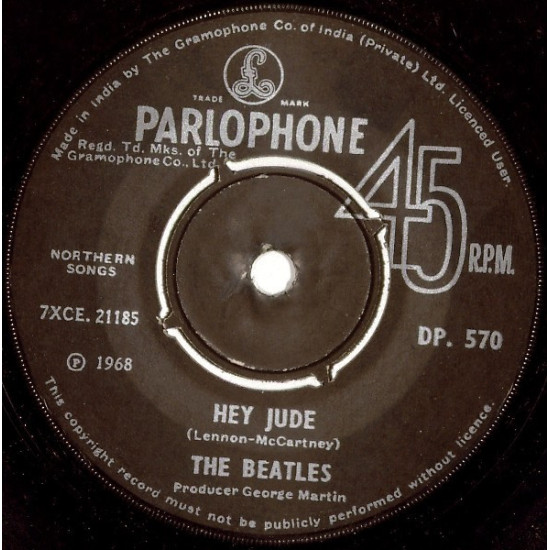 Made in India by The Gramophone Co. of India (Private) Ltd. Licenced User.
£
TRADE MARK
PARLOPHONE
Regd. Td. Mks. of The
Gramophone Co., Ltd.
45
R.P.M.
NORTHERN
SONGS
7XCE. 21185
DP. 570
℗ 1968
HEY JUDE
(Lennon-McCartney)
THE BEATLES
Producer George Martin
This copyright record must not be publicly performed without licence.